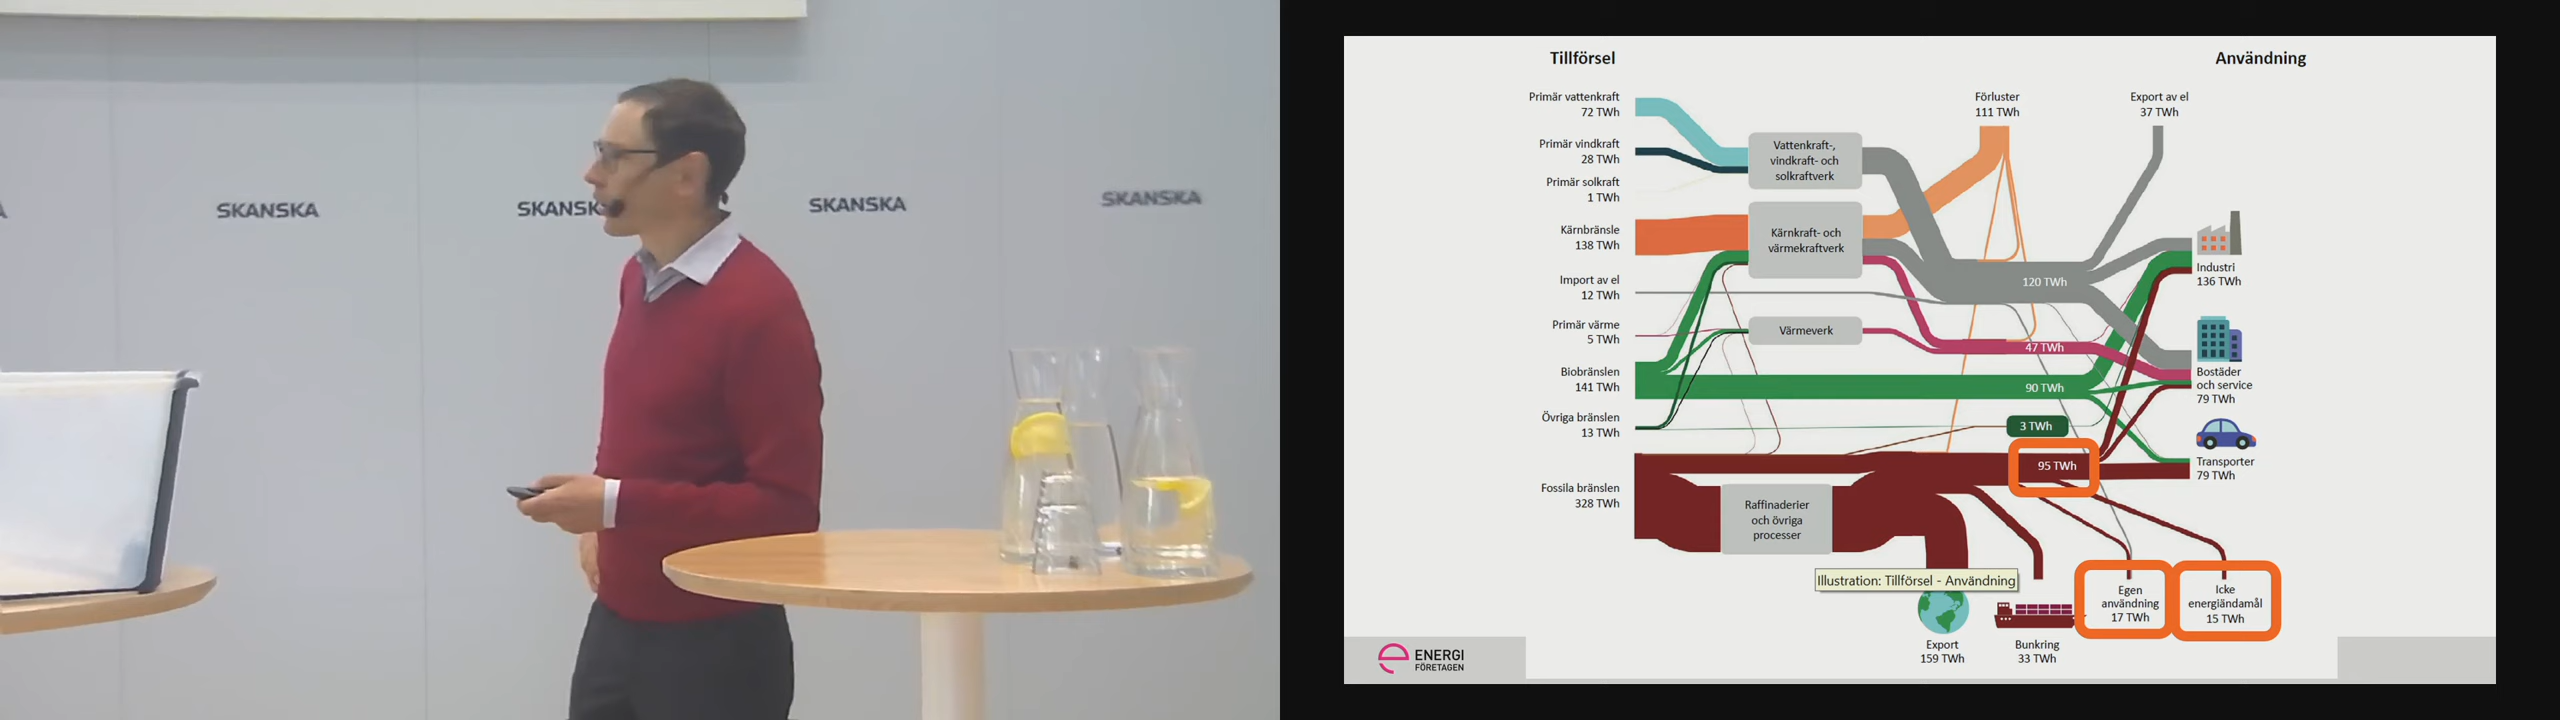 SKANSKA
SKANSK
SKANSKA
SKANSKA
Tillförsel
Användning
Primär vattenkraft
72 TWh
Primär vindkraft
28 TWh
Primär solkraft
1 TWh
Kärnbränsle
138 TWh
Import av el
12 TWh
Primär värme
5 TWh
Biobränslen
141 TWh
Övriga bränslen
13 TWh
Fossila bränslen
328 TWh
Vattenkraft-,
vindkraft- och
solkraftverk
Kärnkraft- och
värmekraftverk
Värmeverk
Raffinaderier
och övriga
processer
Förluster
111 TWh
Export av el
37 TWh
120 TWh
47 TWh
90 TWh
3 TWh
95 TWh
Industri
136 TWh
Bostäder
och service
79 TWh
Transporter
79 TWh
Illustration: Tillförsel - Användning
Export
159 TWh
Bunkring
33 TWh
Egen
användning
17 TWh
Icke
energiändamål
15 TWh
ENERGI
FÖRETAGEN